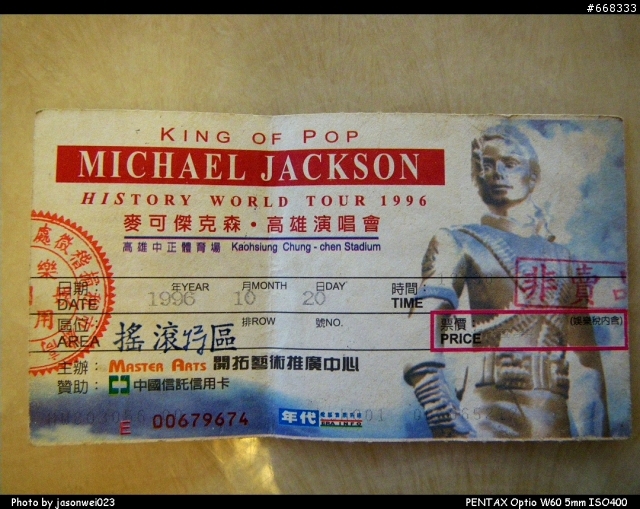 #668333
KING OF POP
MICHAEL JACKSON
HISTORY WORLD TOUR 1996
麥可傑克森·高雄演唱會
高雄中正體育場 Kaohsiung Chung-chen Stadium
日期: DATE 1996 年YEAR 10 月MONTH 20 日DAY 時間: TIME
區位: AREA 搖滾特區 排ROW 號NO. 票價 PRICE (娛樂稅內含)
非賣
主辦: MASTER ARTS 開拓藝術推廣中心
贊助: 中國信託信用卡
E 00679674 年代 ERA INFO
Photo by jasonwei023 PENTAX Optio W60 5mm ISO400